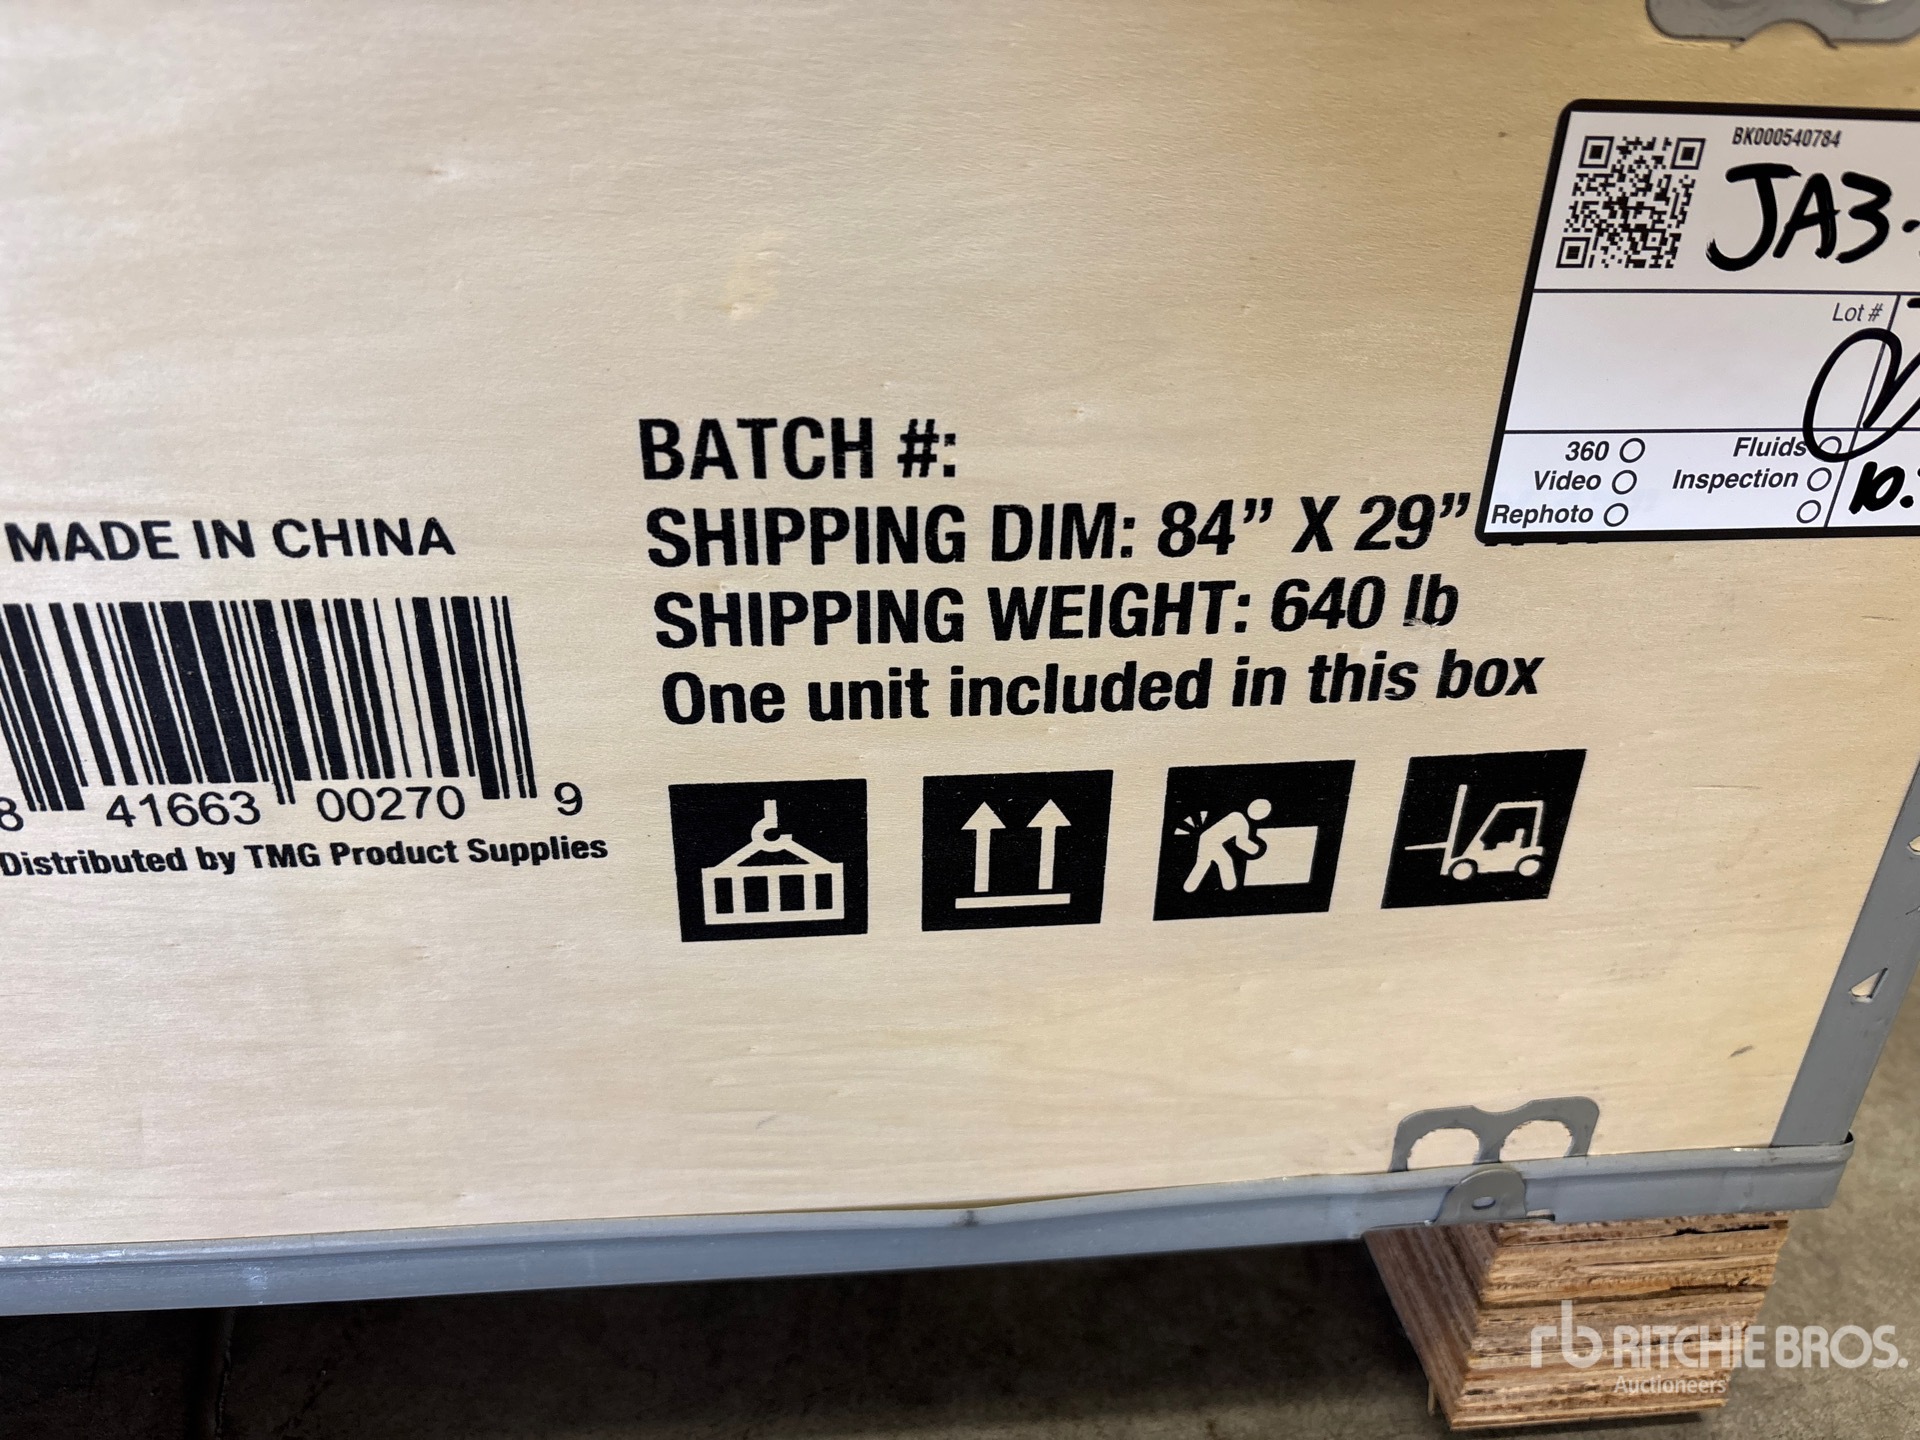 BK000540784
JA3-
Lot #
360
Fluids
Video
Inspection
Rephoto
10.
BATCH #:
SHIPPING DIM: 84” X 29”
SHIPPING WEIGHT: 640 lb
One unit included in this box
MADE IN CHINA
8 41663 00270 9
Distributed by TMG Product Supplies
rb RITCHIE BROS.
Auctioneers